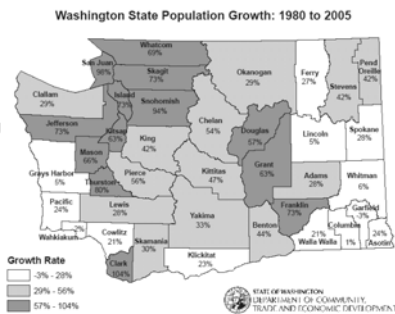 Washington State Population Growth: 1980 to 2005
Whatcom
69%
San Juan
98%
Skagit
73%
Island
73%
Snohomish
94%
Okanogan
29%
Ferry
27%
Stevens
42%
Pend
Oreille
42%
Clallam
29%
Jefferson
73%
Kitsap
63%
King
42%
Chelan
54%
Douglas
57%
Lincoln
5%
Spokane
29%
Mason
66%
Grays Harbor
5%
Thurston
80%
Pierce
56%
Kittitas
47%
Grant
63%
Adams
28%
Whitman
6%
Pacific
24%
Lewis
28%
Yakima
33%
Franklin
73%
Benton
44%
Garfield
-3%
Columbia
1%
Walla Walla
21%
Asotin
24%
Wahkiakum
Cowlitz
21%
Skamania
30%
Klickitat
23%
Clark
104%
Growth Rate
-3% - 28%
29% - 56%
57% - 104%
STATE OF WASHINGTON
DEPARTMENT OF COMMUNITY,
TRADE AND ECONOMIC DEVELOPMENT